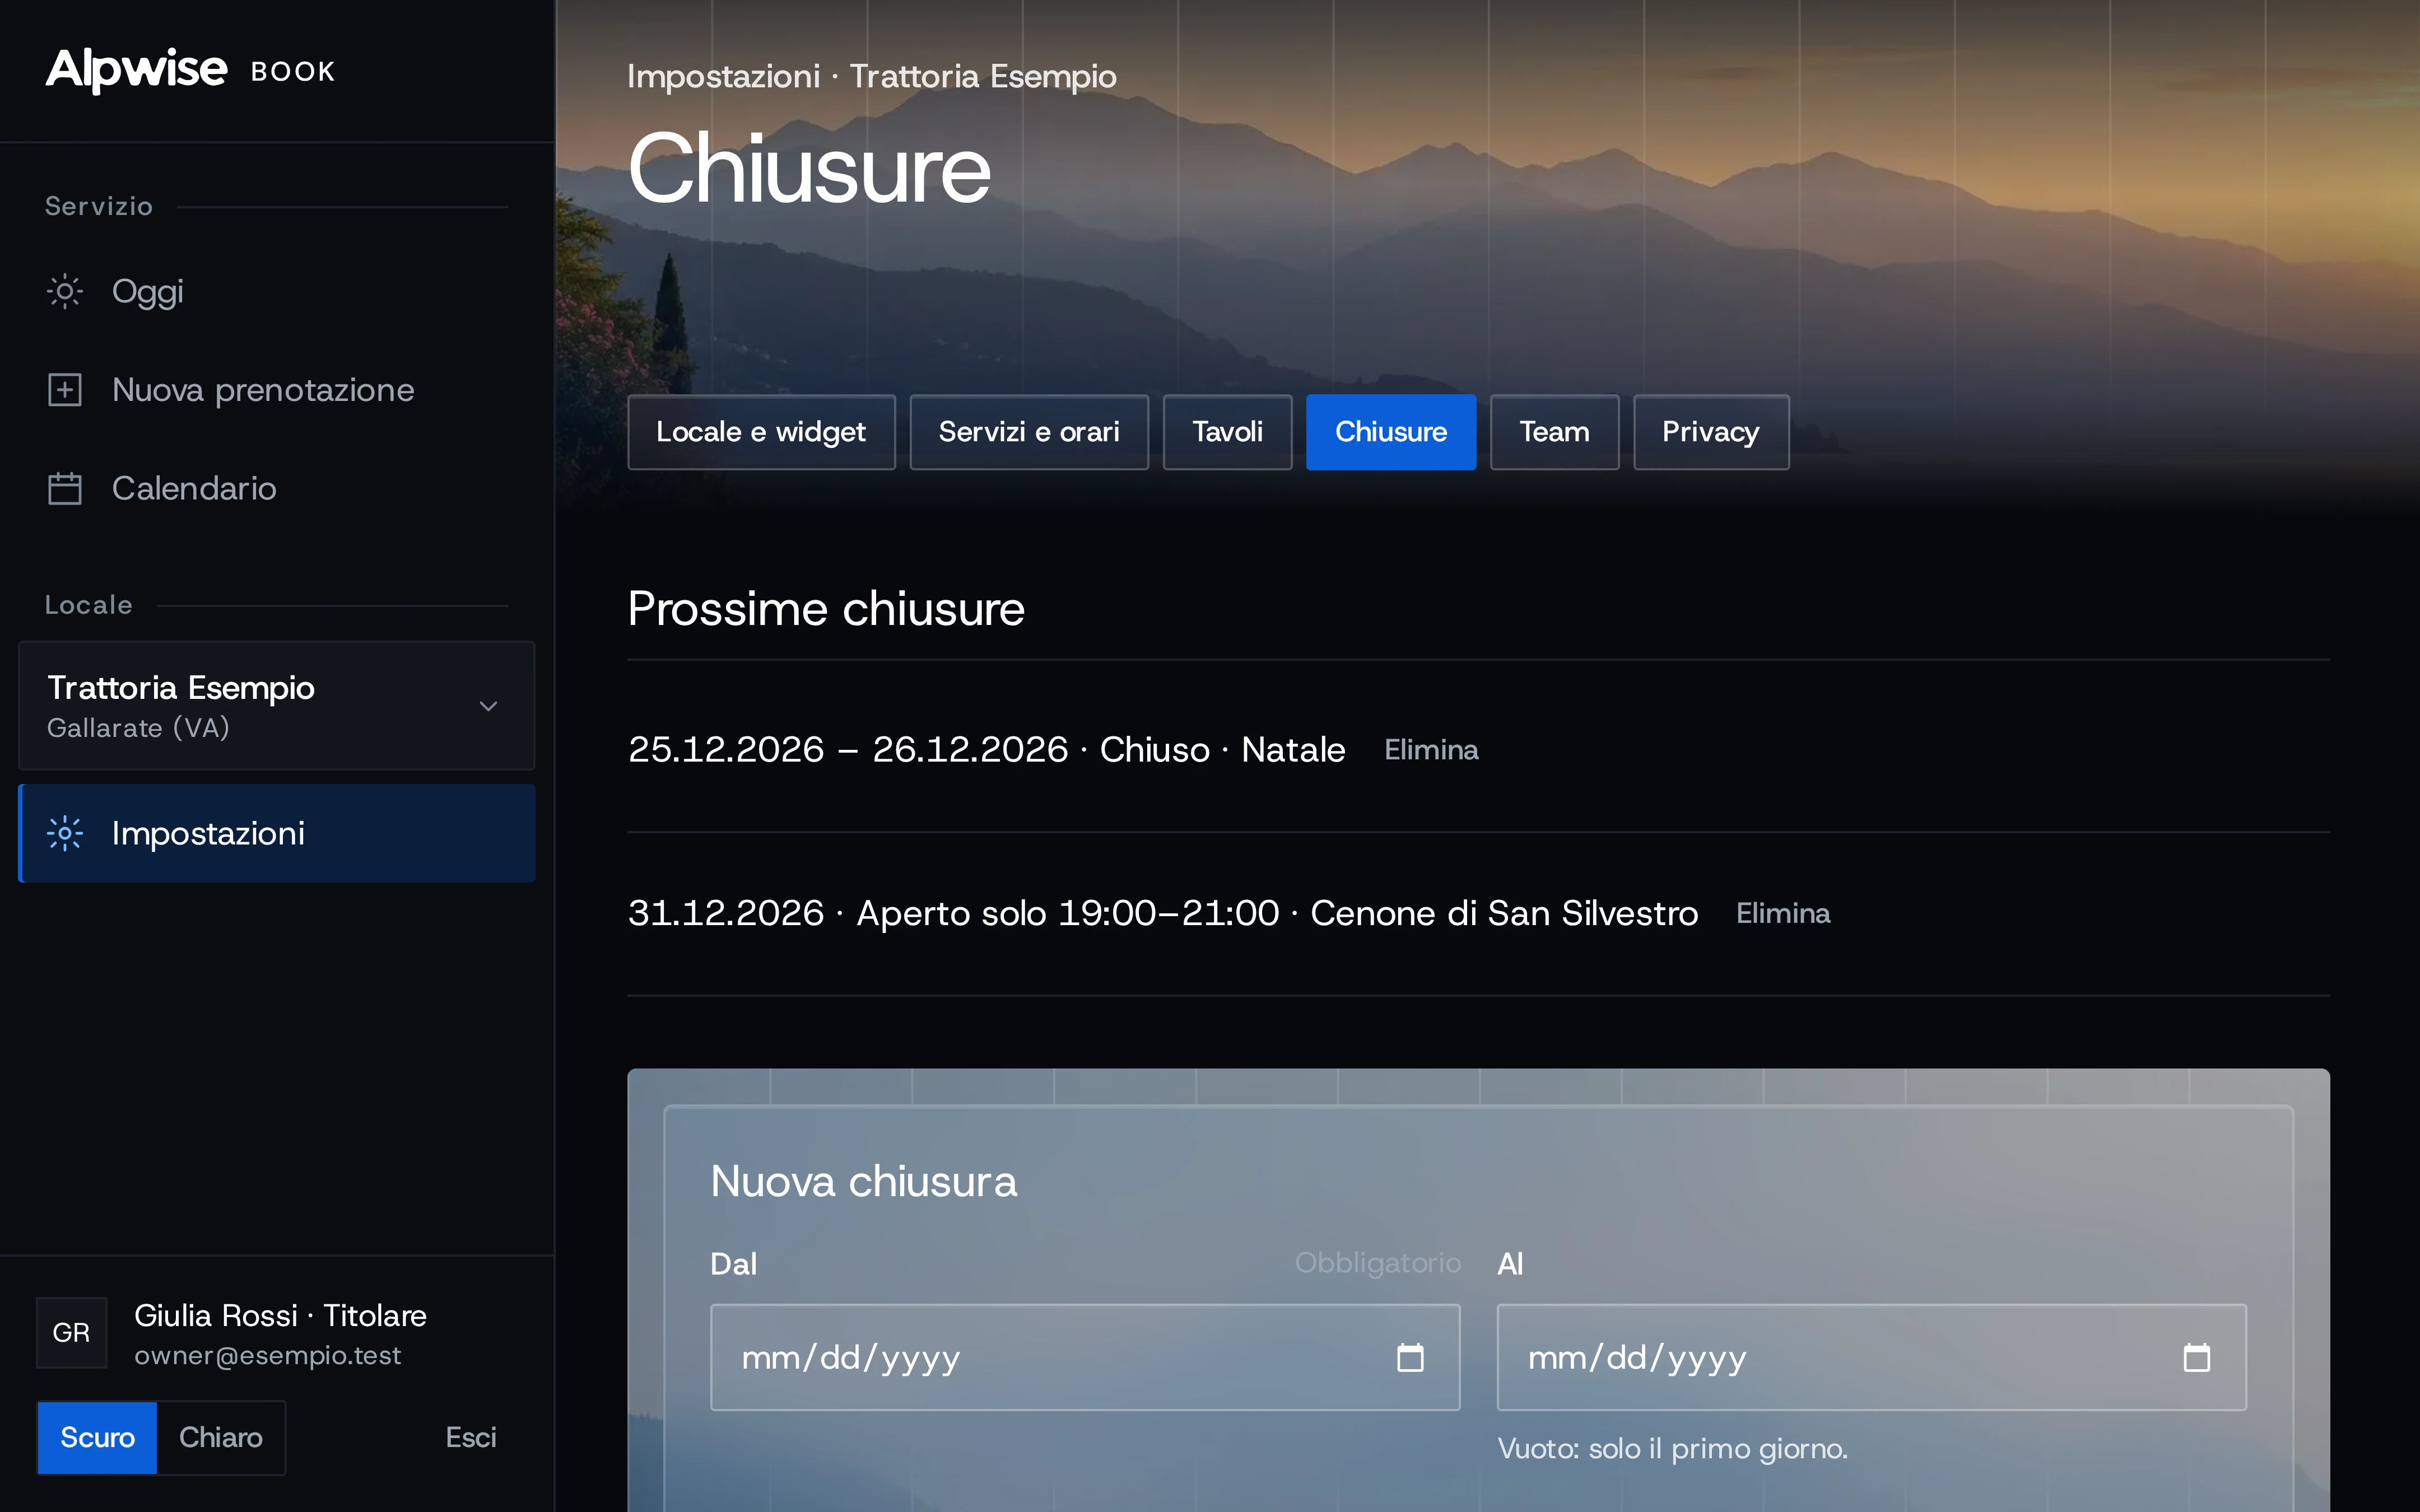 Alpwise BOOK
Servizio
Oggi
Nuova prenotazione
Calendario
Locale
Trattoria Esempio
Gallarate (VA)
Impostazioni
GR
Giulia Rossi · Titolare
owner@esempio.test
Scuro Chiaro Esci
Impostazioni · Trattoria Esempio
Chiusure
Locale e widget Servizi e orari Tavoli Chiusure Team Privacy
Prossime chiusure
25.12.2026 – 26.12.2026 · Chiuso · Natale Elimina
31.12.2026 · Aperto solo 19:00–21:00 · Cenone di San Silvestro Elimina
Nuova chiusura
Dal Obbligatorio Al
mm/dd/yyyy mm/dd/yyyy
Vuoto: solo il primo giorno.